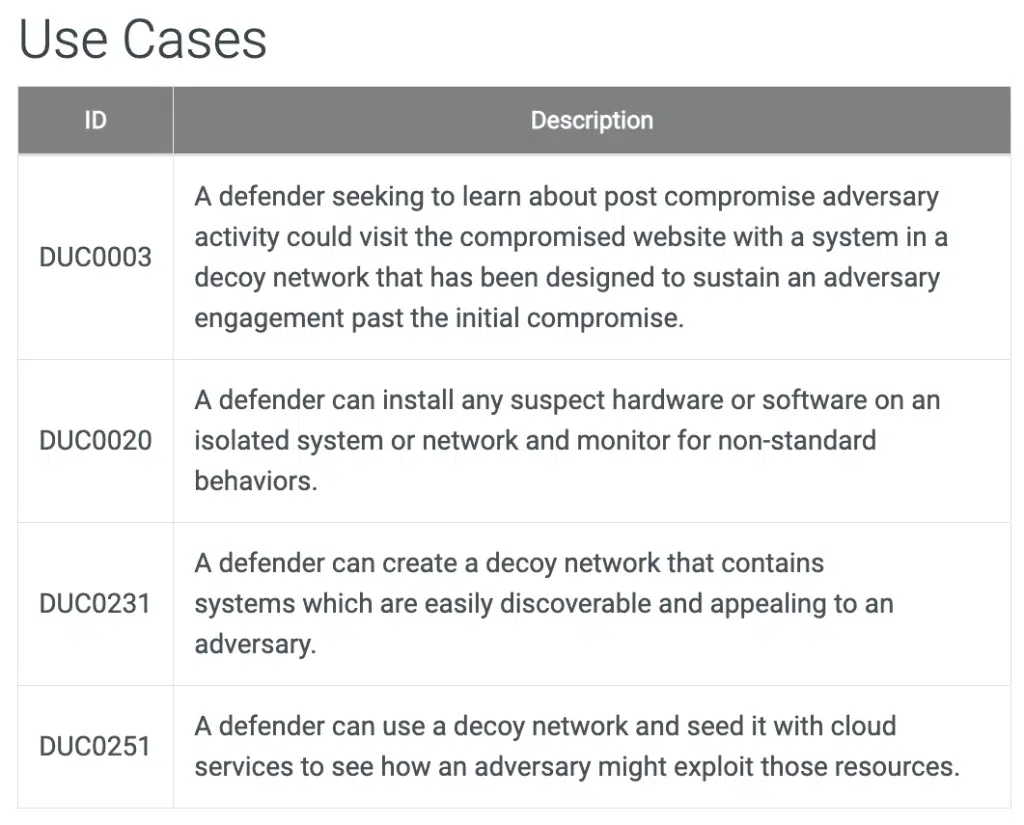 Use Cases
ID Description
DUC0003
A defender seeking to learn about post compromise adversary
activity could visit the compromised website with a system in a
decoy network that has been designed to sustain an adversary
engagement past the initial compromise.
DUC0020
A defender can install any suspect hardware or software on an
isolated system or network and monitor for non-standard
behaviors.
DUC0231
A defender can create a decoy network that contains
systems which are easily discoverable and appealing to an
adversary.
DUC0251
A defender can use a decoy network and seed it with cloud
services to see how an adversary might exploit those resources.